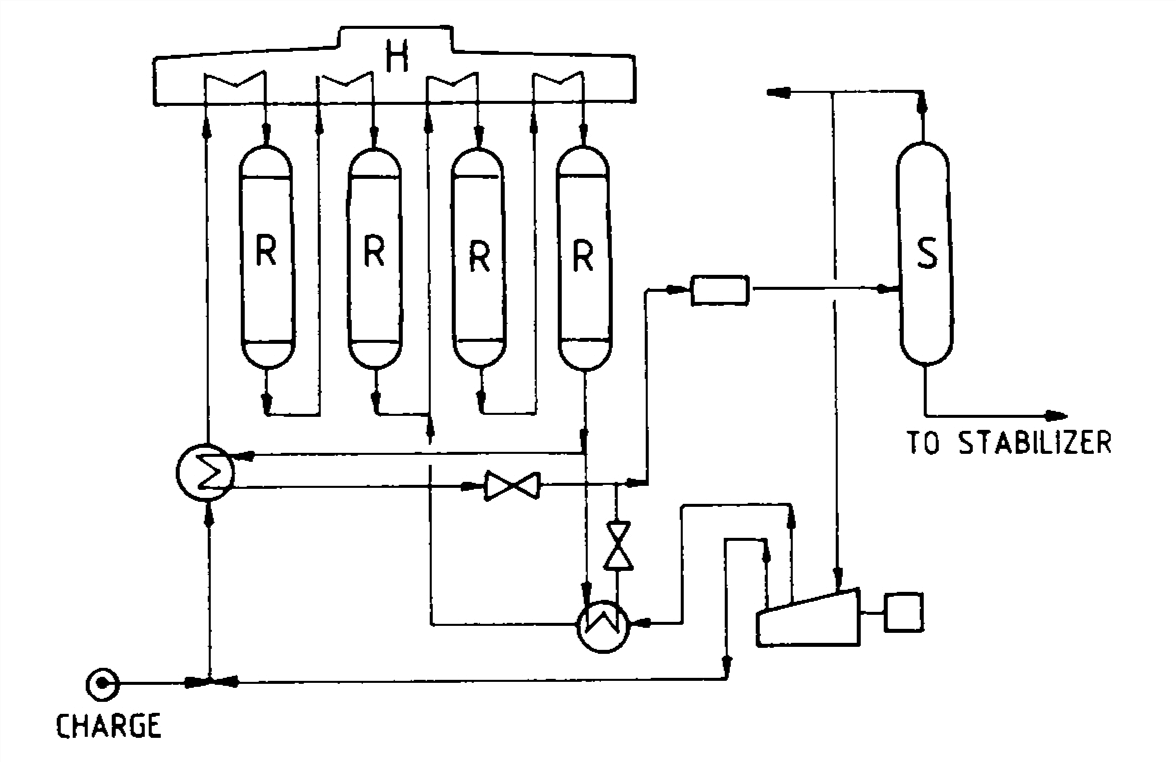 H
R R R R
S
TO STABILIZER
CHARGE